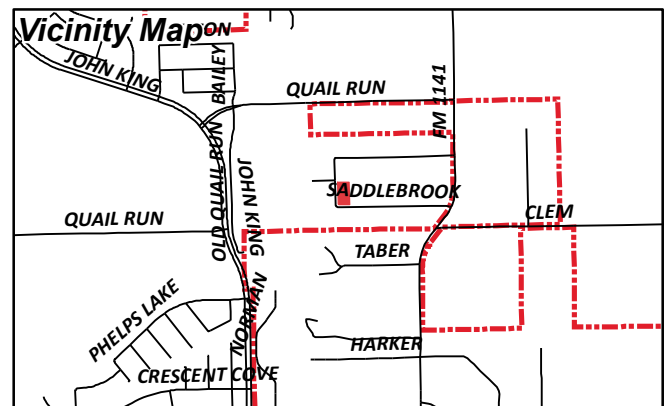 Vicinity Map
ON
JOHN KING
BAILEY
QUAIL RUN
FM 1141
OLD QUAIL RUN
JOHN KING
SADDLEBROOK
QUAIL RUN
CLEM
TABER
NORMAN
PHELPS LAKE
HARKER
CRESCENT COVE